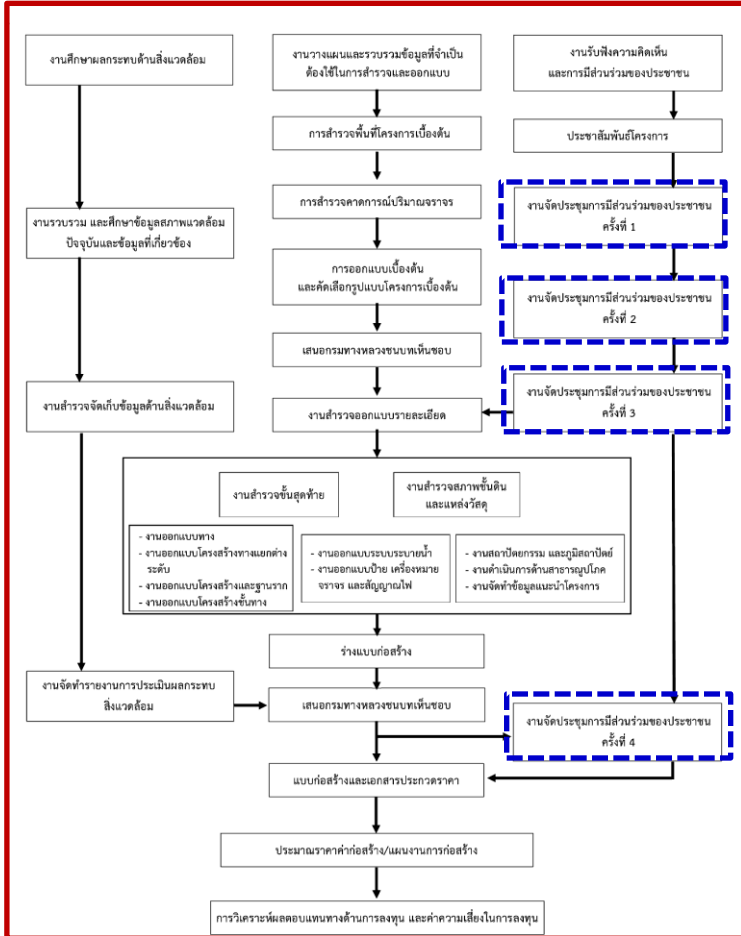 งานศึกษาผลกระทบด้านสิ่งแวดล้อม
งานวางแผนและรวบรวมข้อมูลที่จำเป็น
ต้องใช้ในการสำรวจและออกแบบ
งานรับฟังความคิดเห็น
และการมีส่วนร่วมของประชาชน
การสำรวจพื้นที่โครงการเบื้องต้น
ประชาสัมพันธ์โครงการ
การสำรวจคาดการณ์ปริมาณจราจร
งานจัดประชุมการมีส่วนร่วมของประชาชน
ครั้งที่ 1
งานรวบรวม และศึกษาข้อมูลสภาพแวดล้อม
ปัจจุบันและข้อมูลที่เกี่ยวข้อง
การออกแบบเบื้องต้น
และคัดเลือกรูปแบบโครงการเบื้องต้น
งานจัดประชุมการมีส่วนร่วมของประชาชน
ครั้งที่ 2
เสนอกรมทางหลวงชนบทเห็นชอบ
งานสำรวจจัดเก็บข้อมูลด้านสิ่งแวดล้อม
งานสำรวจออกแบบรายละเอียด
งานจัดประชุมการมีส่วนร่วมของประชาชน
ครั้งที่ 3
งานสำรวจขั้นสุดท้าย
งานสำรวจสภาพชั้นดิน
และแหล่งวัสดุ
- งานออกแบบทาง
- งานออกแบบโครงสร้างทางแยกต่าง
ระดับ
- งานออกแบบโครงสร้างและฐานราก
- งานออกแบบโครงสร้างชั้นทาง
- งานออกแบบระบบระบายน้ำ
- งานออกแบบป้าย เครื่องหมาย
จราจร และสัญญาณไฟ
- งานสถาปัตยกรรม และภูมิสถาปัตย์
- งานดำเนินการด้านสาธารณูปโภค
- งานจัดทำข้อมูลแนะนำโครงการ
ร่างแบบก่อสร้าง
งานจัดทำรายงานการประเมินผลกระทบ
สิ่งแวดล้อม
เสนอกรมทางหลวงชนบทเห็นชอบ
งานจัดประชุมการมีส่วนร่วมของประชาชน
ครั้งที่ 4
แบบก่อสร้างและเอกสารประกวดราคา
ประมาณราคาค่าก่อสร้าง/แผนงานการก่อสร้าง
การวิเคราะห์ผลตอบแทนทางด้านการลงทุน และค่าความเสี่ยงในการลงทุน